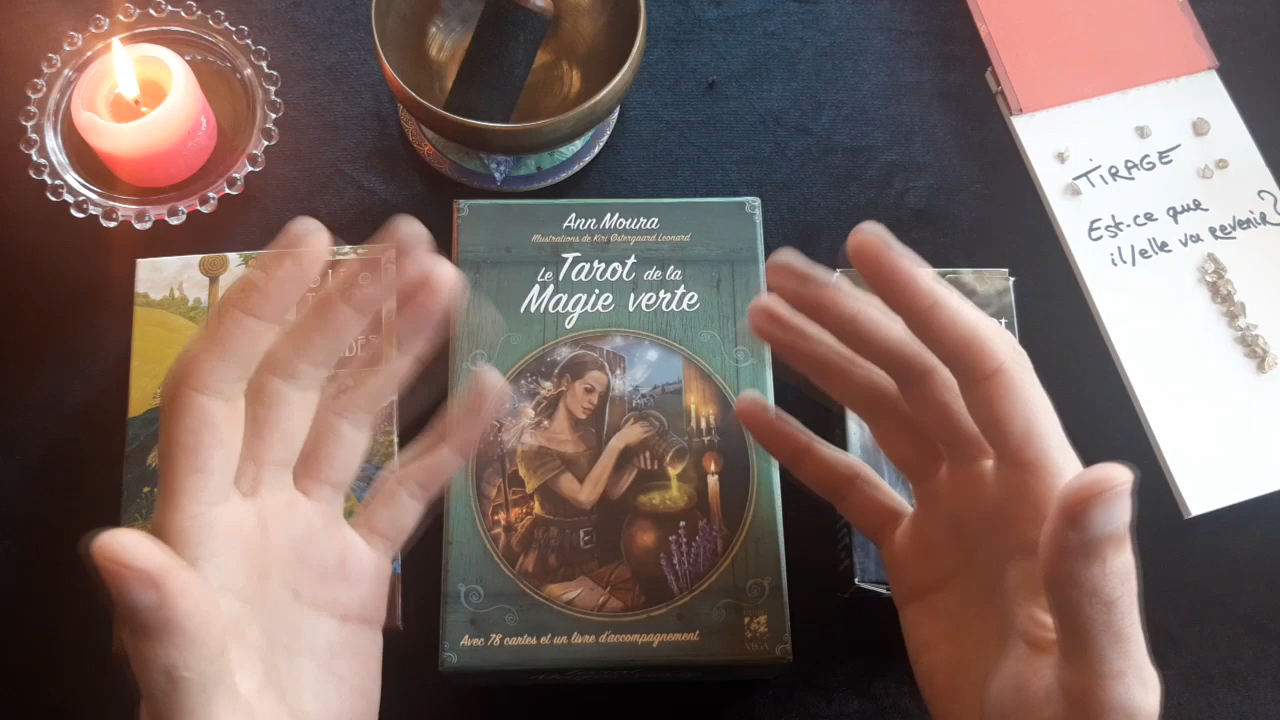 Ann Moura
Illustrations de Kiri Østergaard Leonard
Le Tarot de la
Magie verte
Avec 78 cartes et un livre d'accompagnement
VEGA
TIRAGE
Est-ce que
il/elle va revenir?